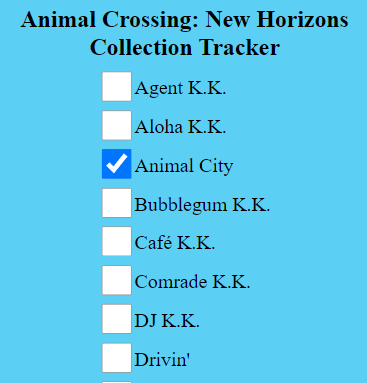 Animal Crossing: New Horizons
Collection Tracker
Agent K.K.
Aloha K.K.
Animal City
Bubblegum K.K.
Café K.K.
Comrade K.K.
DJ K.K.
Drivin'